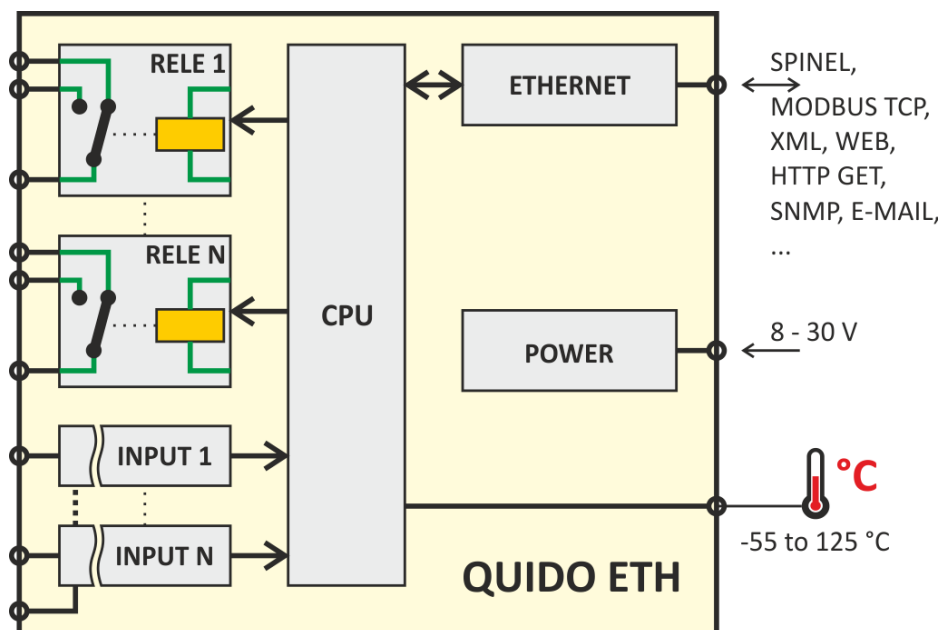 RELE 1
ETHERNET
SPINEL,
MODBUS TCP,
XML, WEB,
HTTP GET,
SNMP, E-MAIL,
...
RELE N
CPU
POWER
8 - 30 V
INPUT 1
°C
INPUT N
-55 to 125 °C
QUIDO ETH